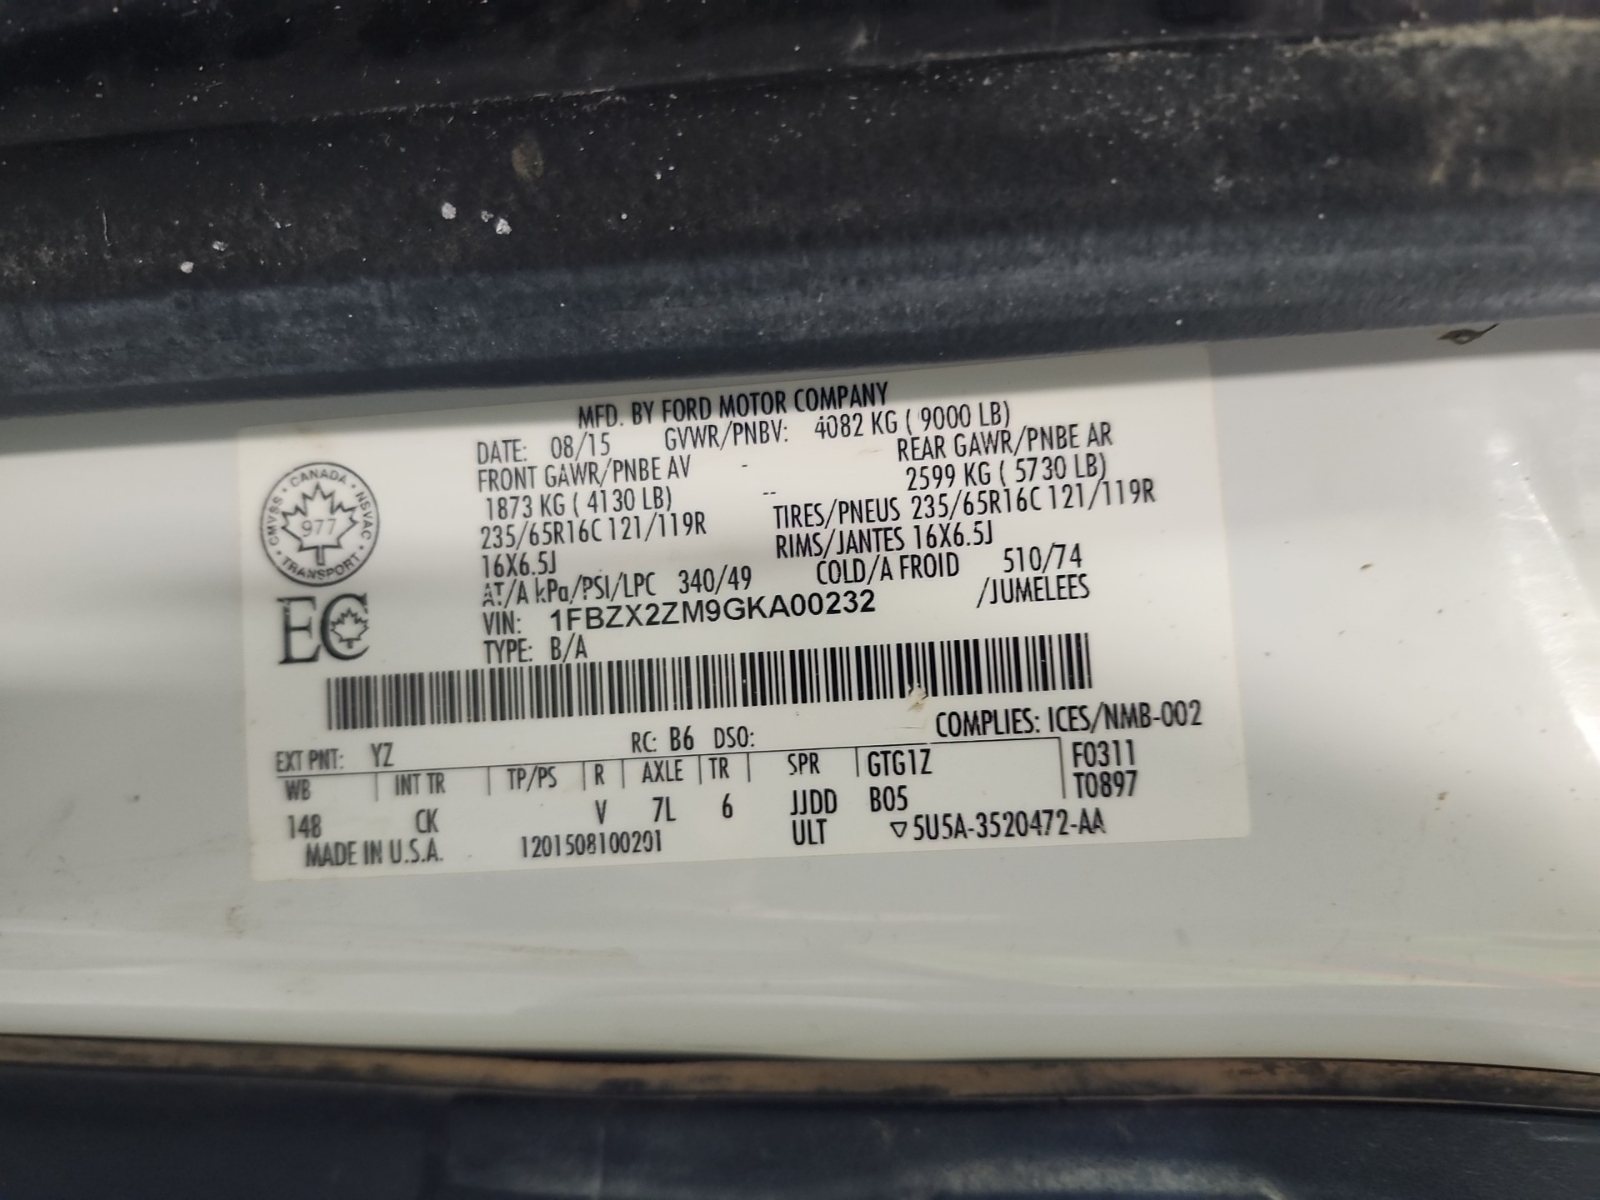 MFD. BY FORD MOTOR COMPANY
DATE: 08/15 GVWR/PNBV: 4082 KG ( 9000 LB)
FRONT GAWR/PNBE AV - REAR GAWR/PNBE AR
1873 KG ( 4130 LB) -- 2599 KG ( 5730 LB)
235/65R16C 121/119R TIRES/PNEUS 235/65R16C 121/119R
16X6.5J RIMS/JANTES 16X6.5J
AT/A kPa/PSI/LPC 340/49 COLD/A FROID 510/74
VIN: 1FBZX2ZM9GKA00232 /JUMELEES
TYPE: B/A
CANADA
CMVSS
NSVAC
977
TRANSPORT
EC
COMPLIES: ICES/NMB-002
EXT PNT: YZ RC: B6 DSO:
WB INT TR TP/PS R AXLE TR SPR GTG1Z F0311
148 CK V 7L 6 JJDD B05 T0897
MADE IN U.S.A. 1201508100201 ULT ▽5U5A-3520472-AA